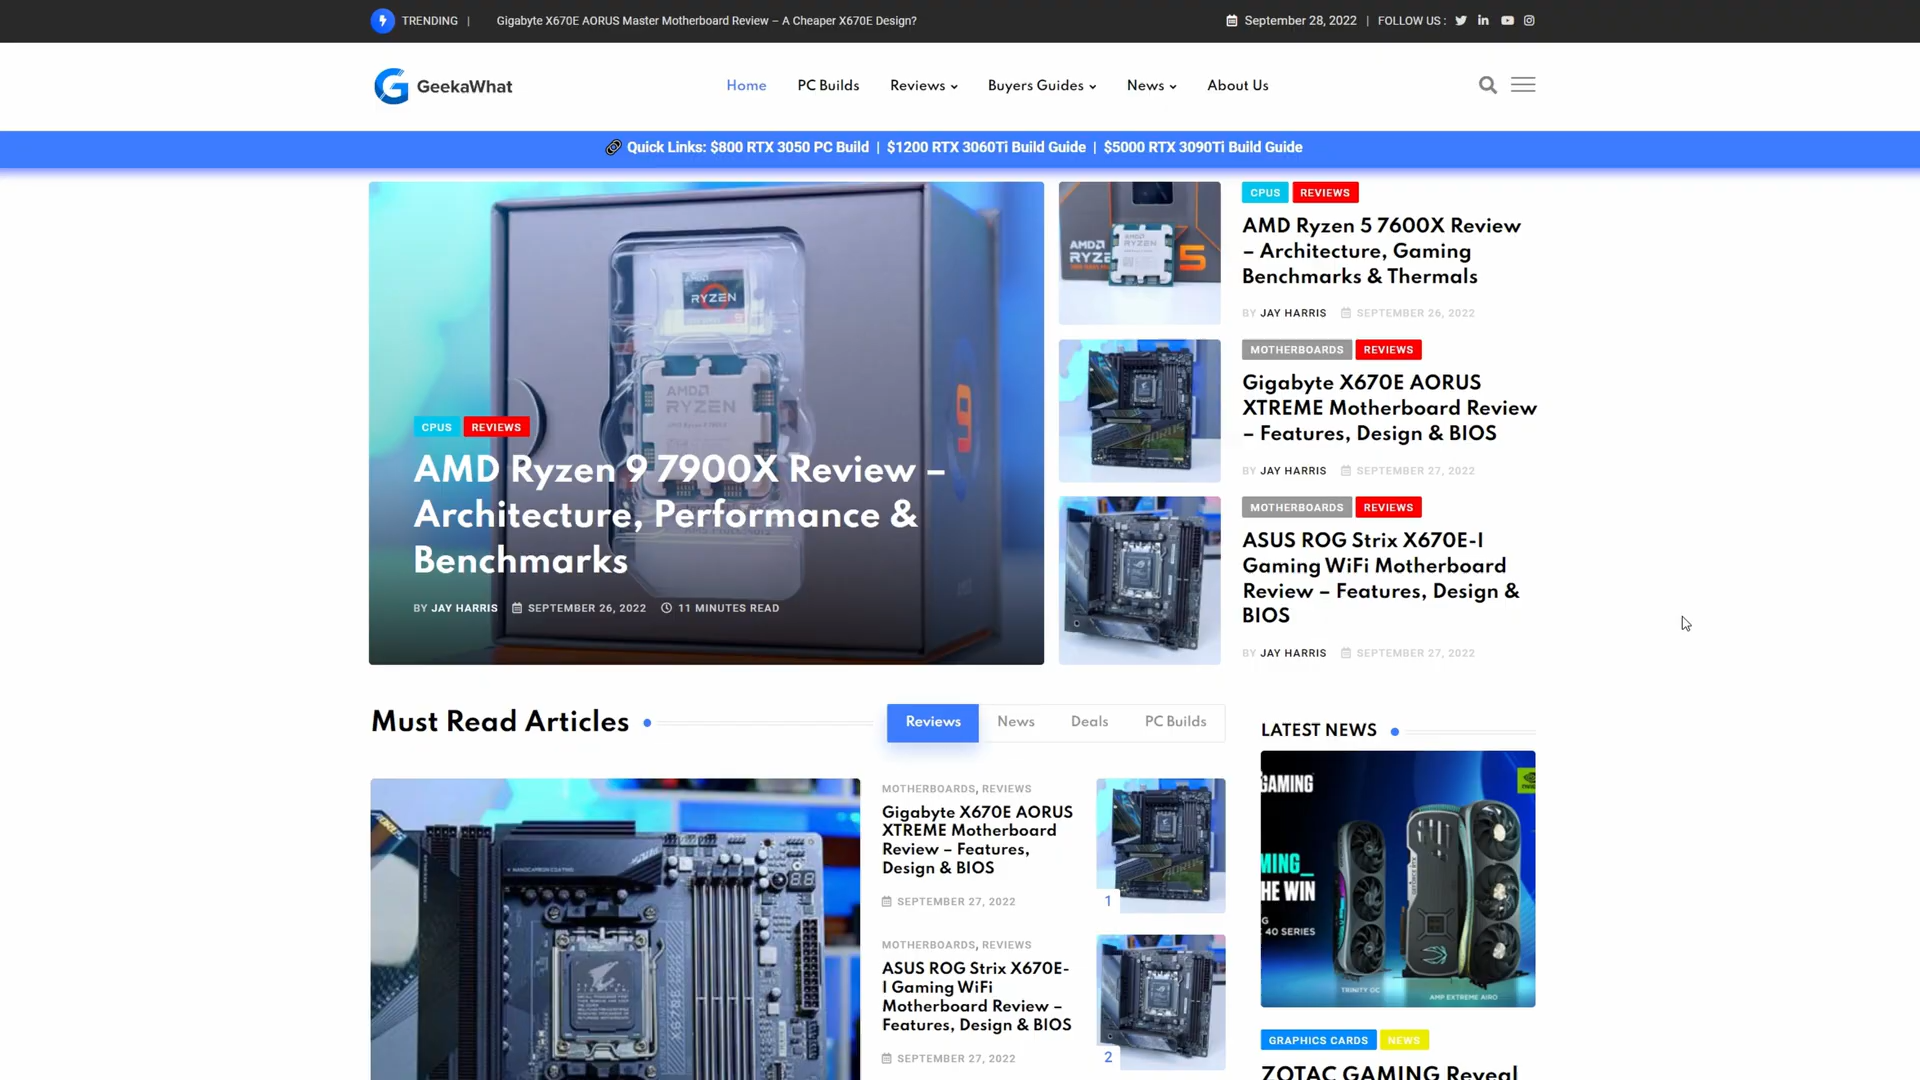 TRENDING | Gigabyte X670E AORUS Master Motherboard Review – A Cheaper X670E Design?
September 28, 2022 | FOLLOW US :
GeekaWhat
Home PC Builds Reviews Buyers Guides News About Us
Quick Links: $800 RTX 3050 PC Build | $1200 RTX 3060Ti Build Guide | $5000 RTX 3090Ti Build Guide
RYZEN
AMD
RYZEN
9
CPUS REVIEWS
AMD Ryzen 9 7900X Review –
Architecture, Performance &
Benchmarks
BY JAY HARRIS SEPTEMBER 26, 2022 11 MINUTES READ
AMD
RYZEN
5
CPUS REVIEWS
AMD Ryzen 5 7600X Review
– Architecture, Gaming
Benchmarks & Thermals
BY JAY HARRIS SEPTEMBER 26, 2022
MOTHERBOARDS REVIEWS
Gigabyte X670E AORUS
XTREME Motherboard Review
– Features, Design & BIOS
BY JAY HARRIS SEPTEMBER 27, 2022
MOTHERBOARDS REVIEWS
ASUS ROG Strix X670E-I
Gaming WiFi Motherboard
Review – Features, Design &
BIOS
BY JAY HARRIS SEPTEMBER 27, 2022
Must Read Articles
Reviews News Deals PC Builds
MOTHERBOARDS, REVIEWS
Gigabyte X670E AORUS
XTREME Motherboard
Review – Features,
Design & BIOS
SEPTEMBER 27, 2022
1
MOTHERBOARDS, REVIEWS
ASUS ROG Strix X670E-
I Gaming WiFi
Motherboard Review –
Features, Design & BIOS
SEPTEMBER 27, 2022
2
LATEST NEWS
GAMING
MING_
HE WIN
G
40 SERIES
TRINITY OC
AMP EXTREME AIRO
GRAPHICS CARDS NEWS
ZOTAC GAMING Reveal